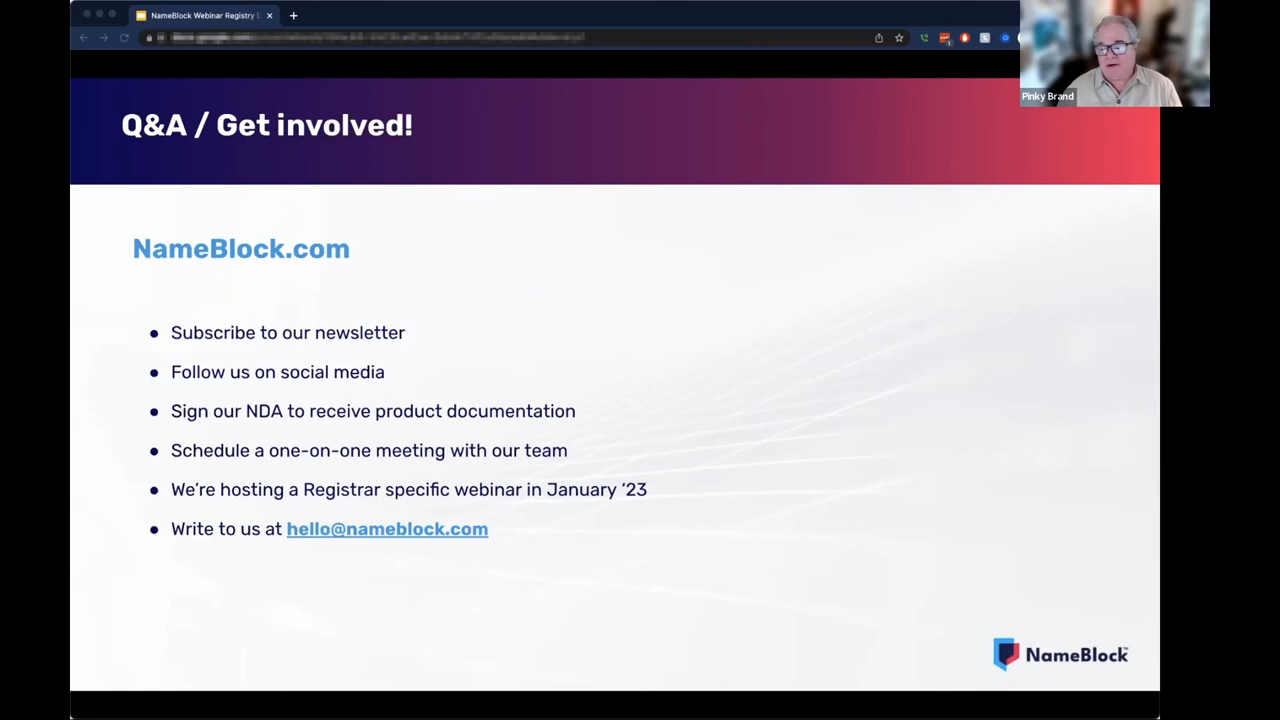 NameBlock Webinar Registry
Pinky Brand
Q&A / Get involved!
NameBlock.com
● Subscribe to our newsletter
● Follow us on social media
● Sign our NDA to receive product documentation
● Schedule a one-on-one meeting with our team
● We're hosting a Registrar specific webinar in January ‘23
● Write to us at hello@nameblock.com
NameBlock™